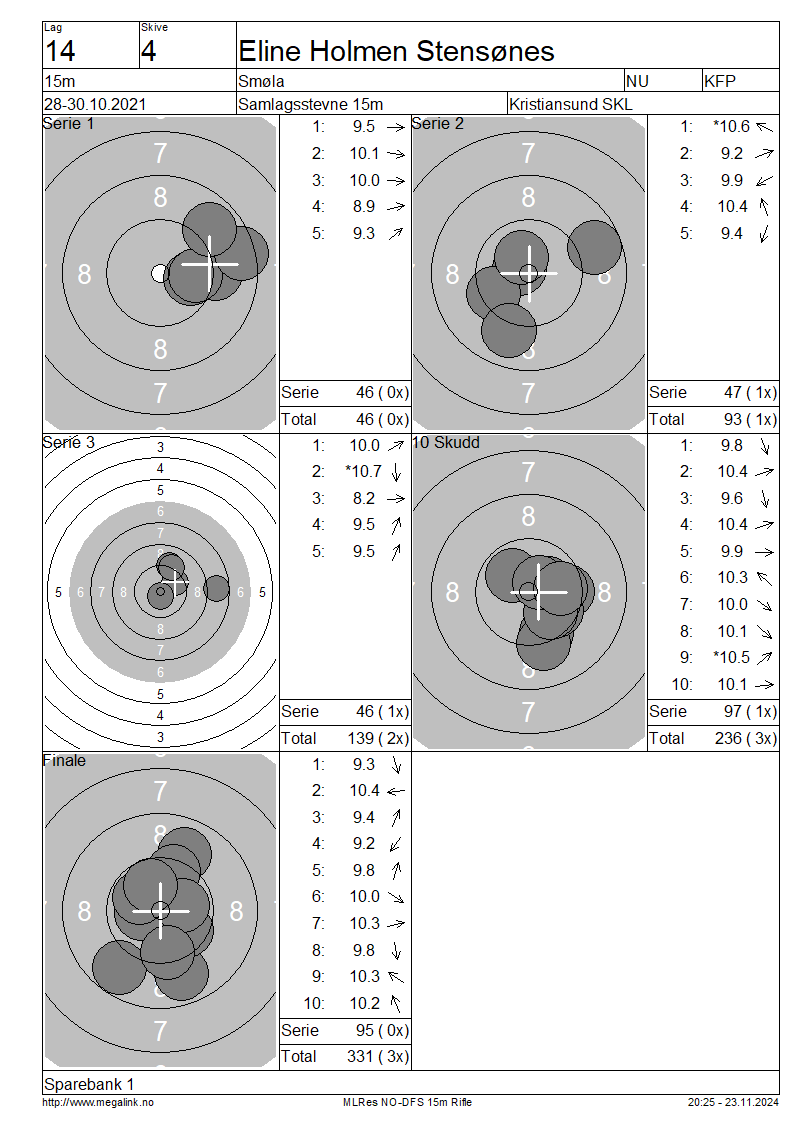 Lag
Skive
14
4
Eline Holmen Stensønes
15m
Smøla
NU
KFP
28-30.10.2021
Samlagsstevne 15m
Kristiansund SKL
Serie 1
7
8
8
8
7
1: 9.5
2: 10.1
3: 10.0
4: 8.9
5: 9.3
Serie 46 ( 0x)
Total 46 ( 0x)
Serie 2
7
8
8
8
8
7
1: *10.6
2: 9.2
3: 9.9
4: 10.4
5: 9.4
Serie 47 ( 1x)
Total 93 ( 1x)
Serie 3
3
4
5
6
7
8
5 6 7 8 8 6 5
8
7
6
5
4
3
1: 10.0
2: *10.7
3: 8.2
4: 9.5
5: 9.5
Serie 46 ( 1x)
Total 139 ( 2x)
10 Skudd
7
8
8 8
8
7
1: 9.8
2: 10.4
3: 9.6
4: 10.4
5: 9.9
6: 10.3
7: 10.0
8: 10.1
9: *10.5
10: 10.1
Serie 97 ( 1x)
Total 236 ( 3x)
Finale
7
8
8 8
8
7
1: 9.3
2: 10.4
3: 9.4
4: 9.2
5: 9.8
6: 10.0
7: 10.3
8: 9.8
9: 10.3
10: 10.2
Serie 95 ( 0x)
Total 331 ( 3x)
Sparebank 1
http://www.megalink.no
MLRes NO-DFS 15m Rifle
20:25 - 23.11.2024